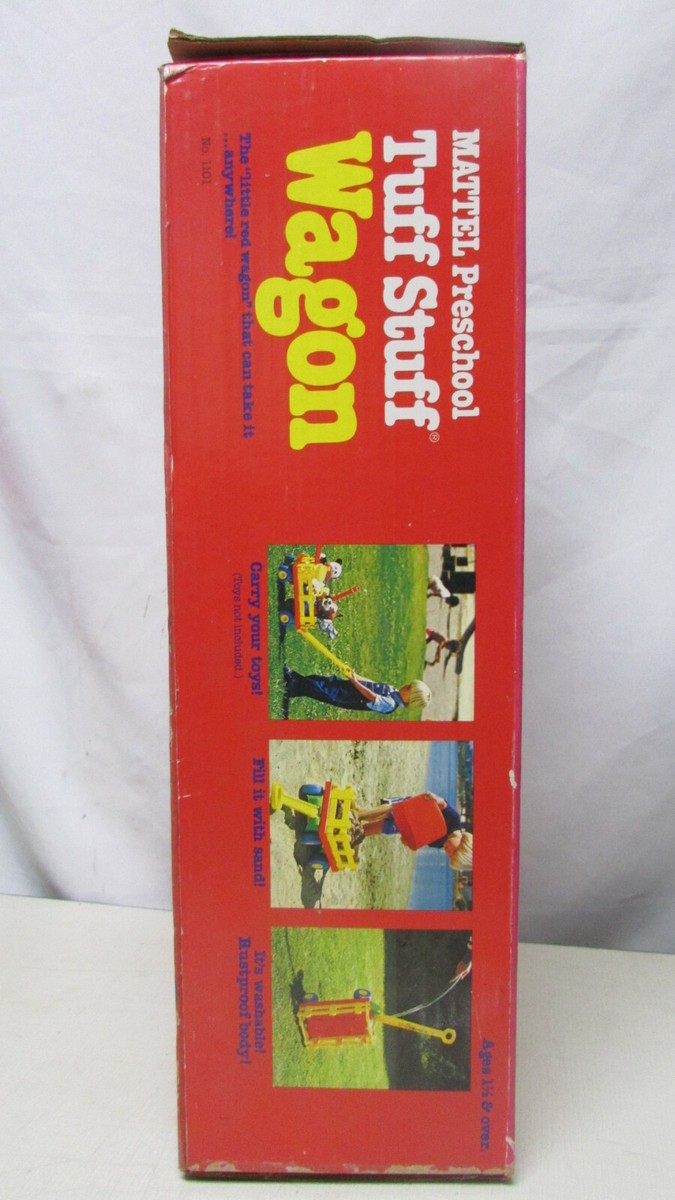 MATTEL Preschool
Tuff Stuff®
Wagon
The "little red wagon" that can take it
...anywhere!
No. 1101
Carry your toys!
(Toys not included.)
Fill it with sand!
It's washable!
Rustproof body!
Ages 1½ & over.